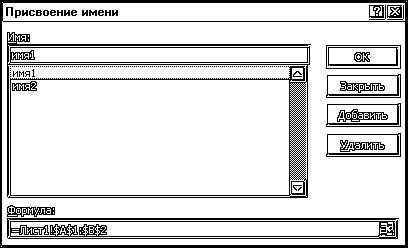 Присвоение имени
Имя:
имя1
имя1
имя2
OK
Закрыть
Добавить
Удалить
Формула:
=Лист1!$A$1:$B$2